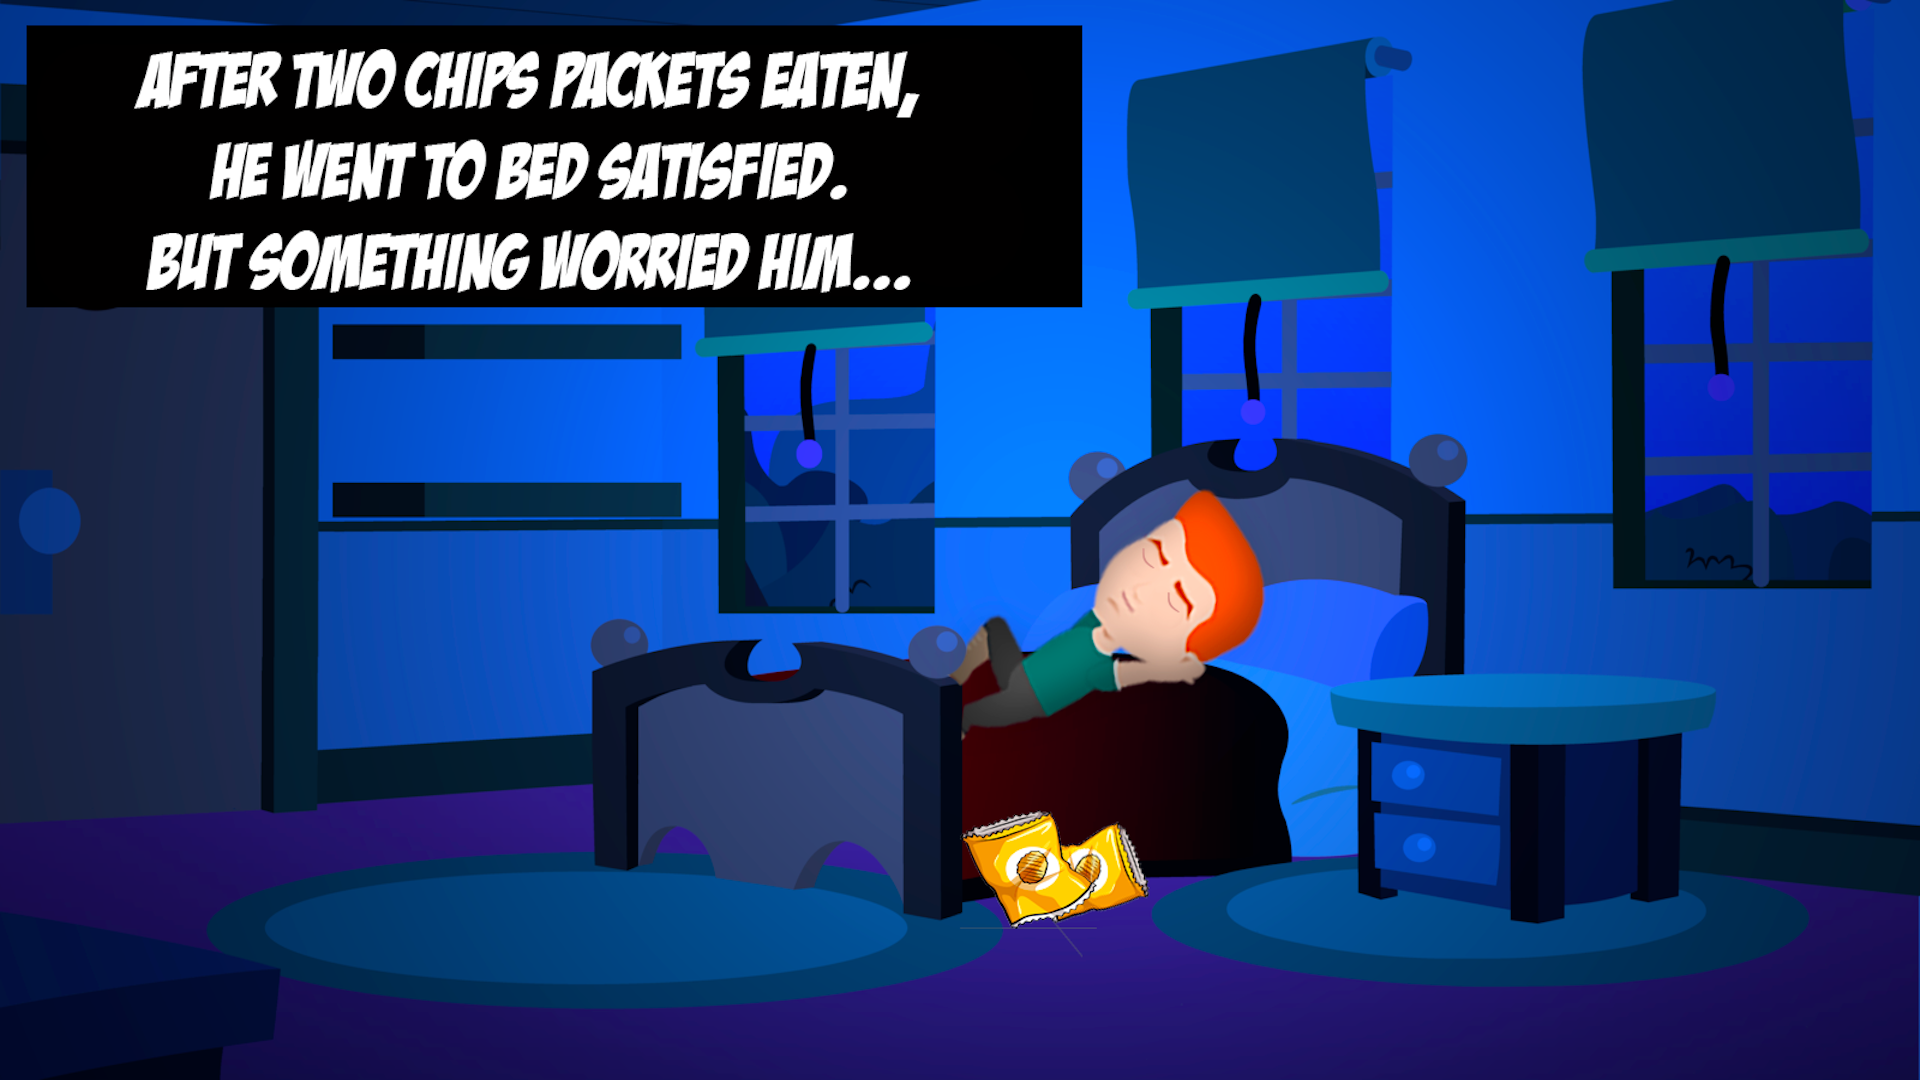 AFTER TWO CHIPS PACKETS EATEN,
HE WENT TO BED SATISFIED.
BUT SOMETHING WORRIED HIM...